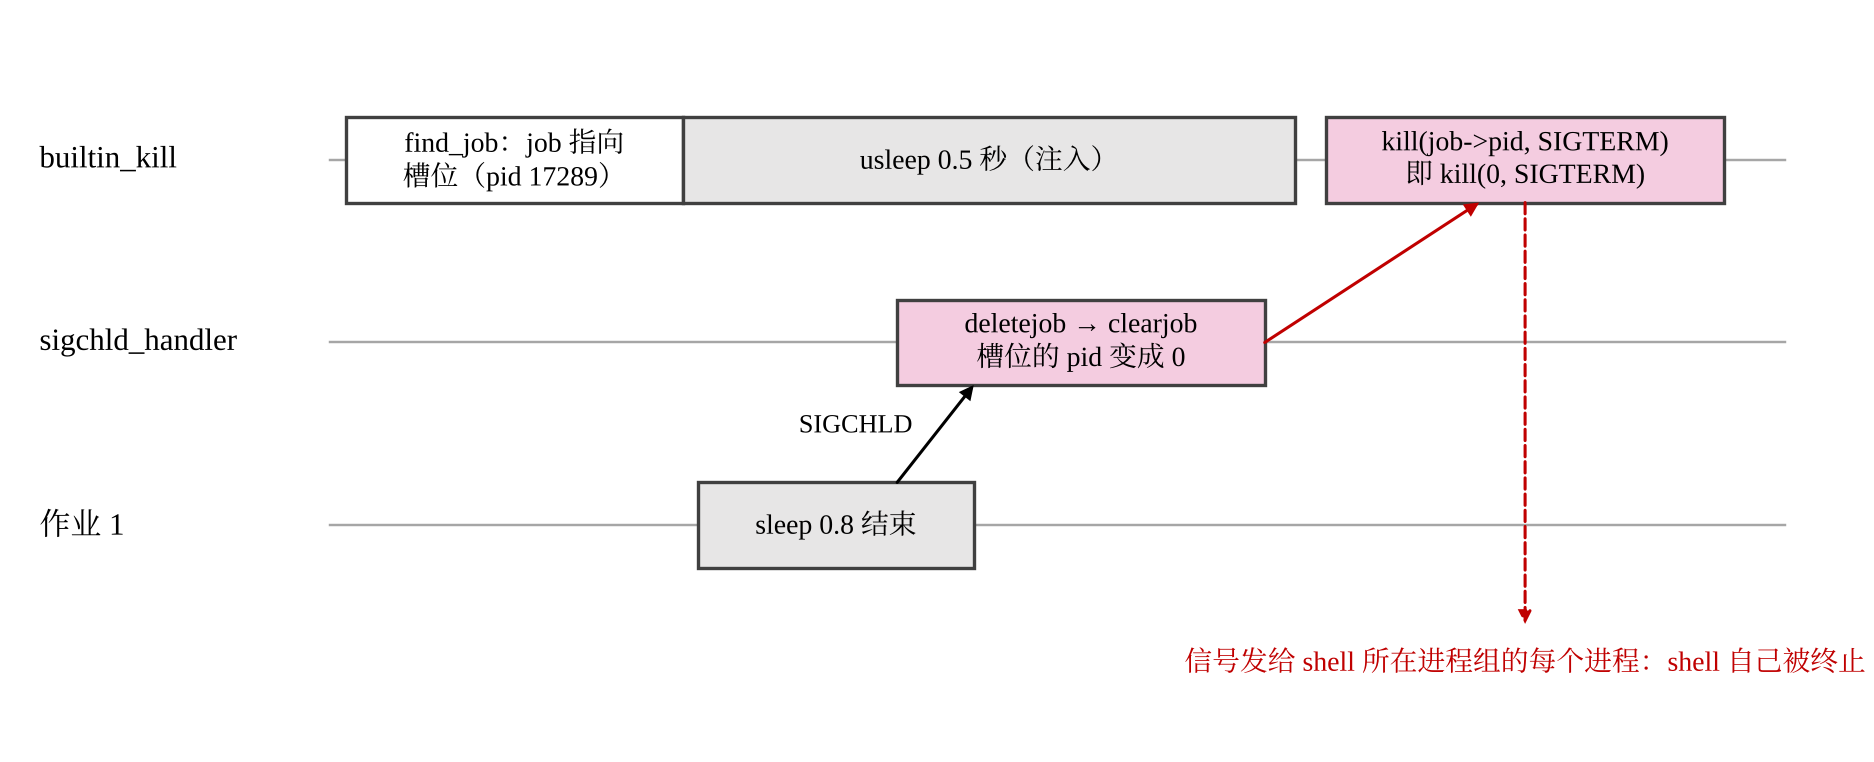 builtin_kill
find_job：job 指向
槽位（pid 17289）
usleep 0.5 秒（注入）
kill(job->pid, SIGTERM)
即 kill(0, SIGTERM)
sigchld_handler
deletejob → clearjob
槽位的 pid 变成 0
SIGCHLD
作业 1
sleep 0.8 结束
信号发给 shell 所在进程组的每个进程：shell 自己被终止